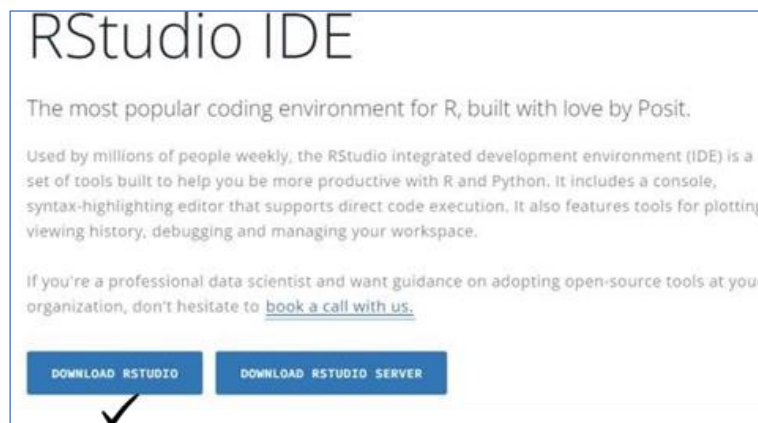 RStudio IDE
The most popular coding environment for R, built with love by Posit.
Used by millions of people weekly, the RStudio integrated development environment (IDE) is a
set of tools built to help you be more productive with R and Python. It includes a console,
syntax-highlighting editor that supports direct code execution. It also features tools for plotting
viewing history, debugging and managing your workspace.
If you're a professional data scientist and want guidance on adopting open-source tools at you
organization, don't hesitate to book a call with us.
DOWNLOAD RSTUDIO DOWNLOAD RSTUDIO SERVER